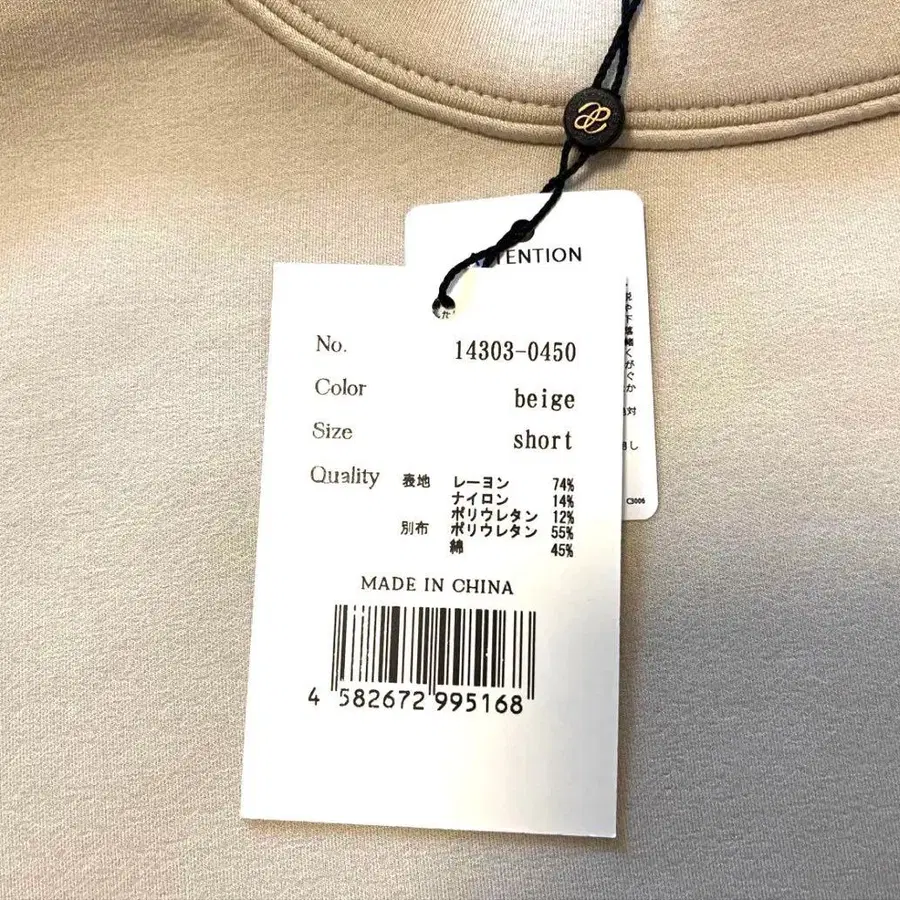 ATTENTION
No. 14303-0450
Color beige
Size short
Quality 表地 レーヨン 74%
ナイロン 14%
ポリウレタン 12%
別布 ポリウレタン 55%
綿 45%
MADE IN CHINA
4 582672 995168
C3006